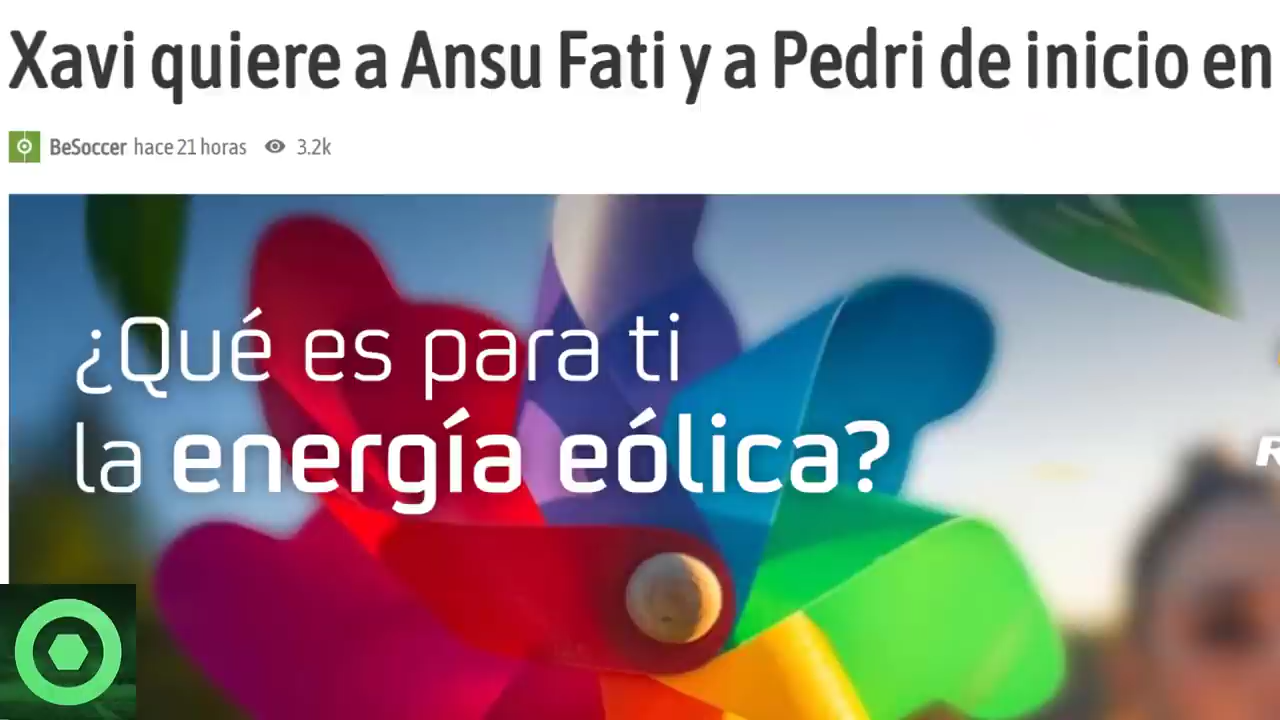 Xavi quiere a Ansu Fati y a Pedri de inicio en
BeSoccer hace 21 horas 3.2k
¿Qué es para ti
la energía eólica?
R